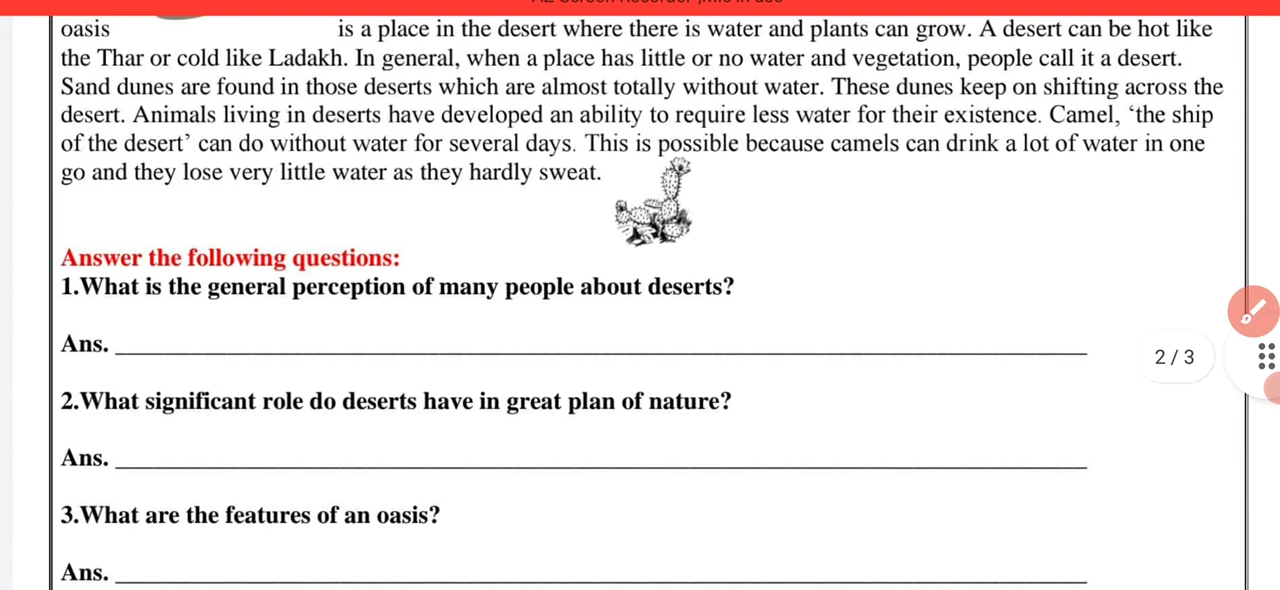 oasis is a place in the desert where there is water and plants can grow. A desert can be hot like
the Thar or cold like Ladakh. In general, when a place has little or no water and vegetation, people call it a desert.
Sand dunes are found in those deserts which are almost totally without water. These dunes keep on shifting across the
desert. Animals living in deserts have developed an ability to require less water for their existence. Camel, ‘the ship
of the desert’ can do without water for several days. This is possible because camels can drink a lot of water in one
go and they lose very little water as they hardly sweat.
Answer the following questions:
1.What is the general perception of many people about deserts?
Ans.
2 / 3
2.What significant role do deserts have in great plan of nature?
Ans.
3.What are the features of an oasis?
Ans.